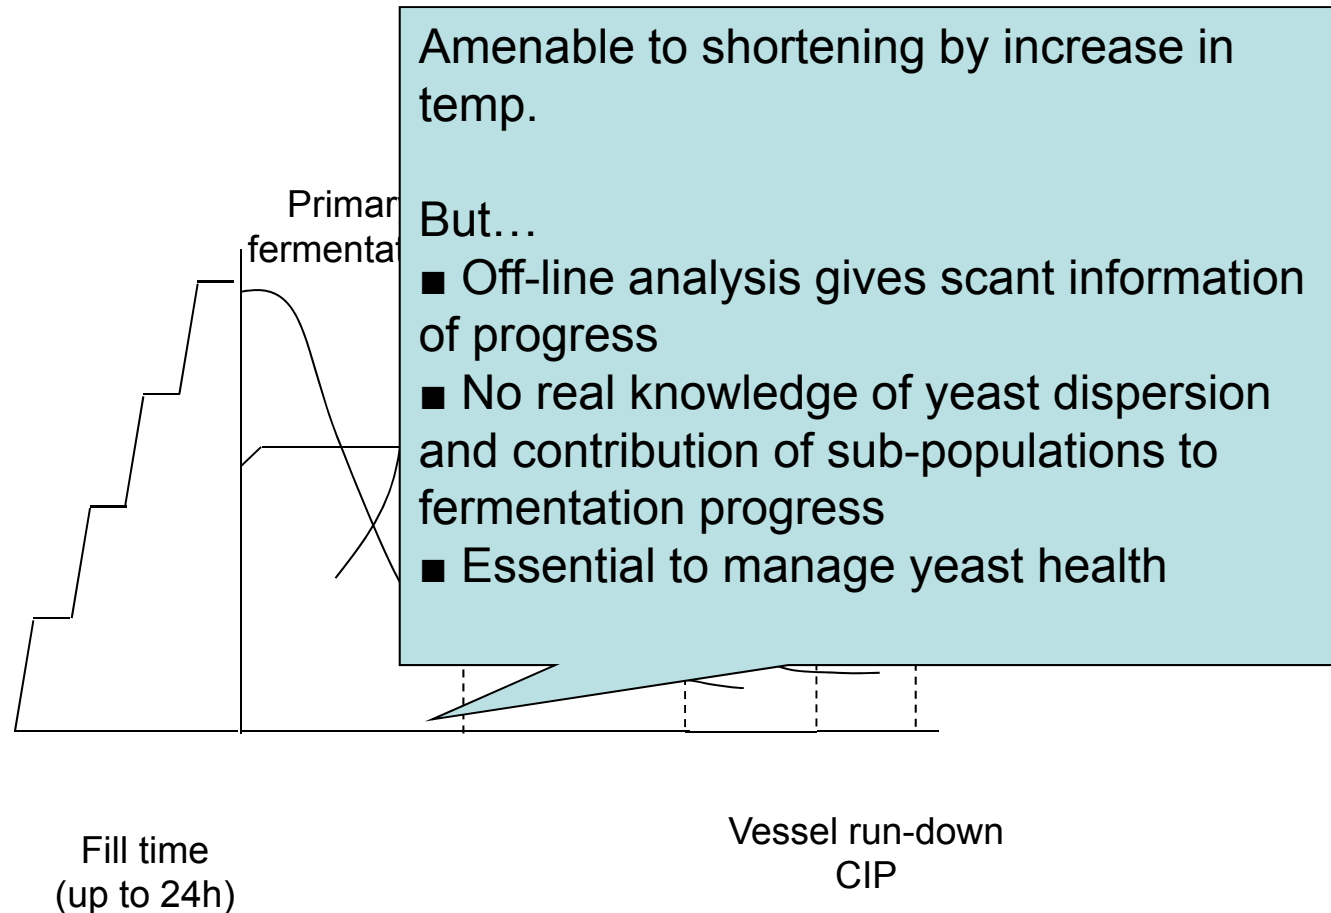 Amenable to shortening by increase in
temp.
But…
■ Off-line analysis gives scant information
of progress
■ No real knowledge of yeast dispersion
and contribution of sub-populations to
fermentation progress
■ Essential to manage yeast health
Primar
fermentat
Fill time
(up to 24h)
Vessel run-down
CIP